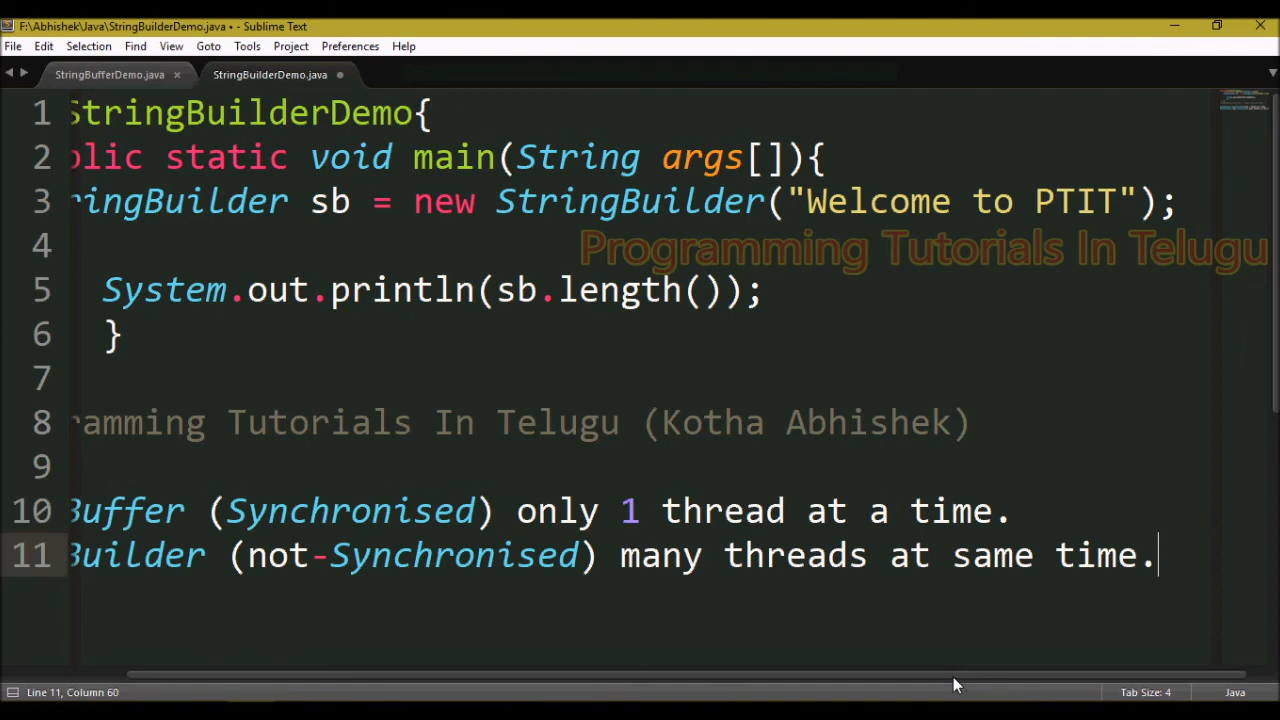 F:\Abhishek\Java\StringBuilderDemo.java • - Sublime Text
File Edit Selection Find View Goto Tools Project Preferences Help
StringBufferDemo.java × StringBuilderDemo.java
1 StringBuilderDemo{
2 blic static void main(String args[]){
3 ringBuilder sb = new StringBuilder("Welcome to PTIT");
4
Programming Tutorials In Telugu
5 System.out.println(sb.length());
6 }
7
8 ramming Tutorials In Telugu (Kotha Abhishek)
9
10 Buffer (Synchronised) only 1 thread at a time.
11 Builder (not-Synchronised) many threads at same time.
Line 11, Column 60 Tab Size: 4 Java